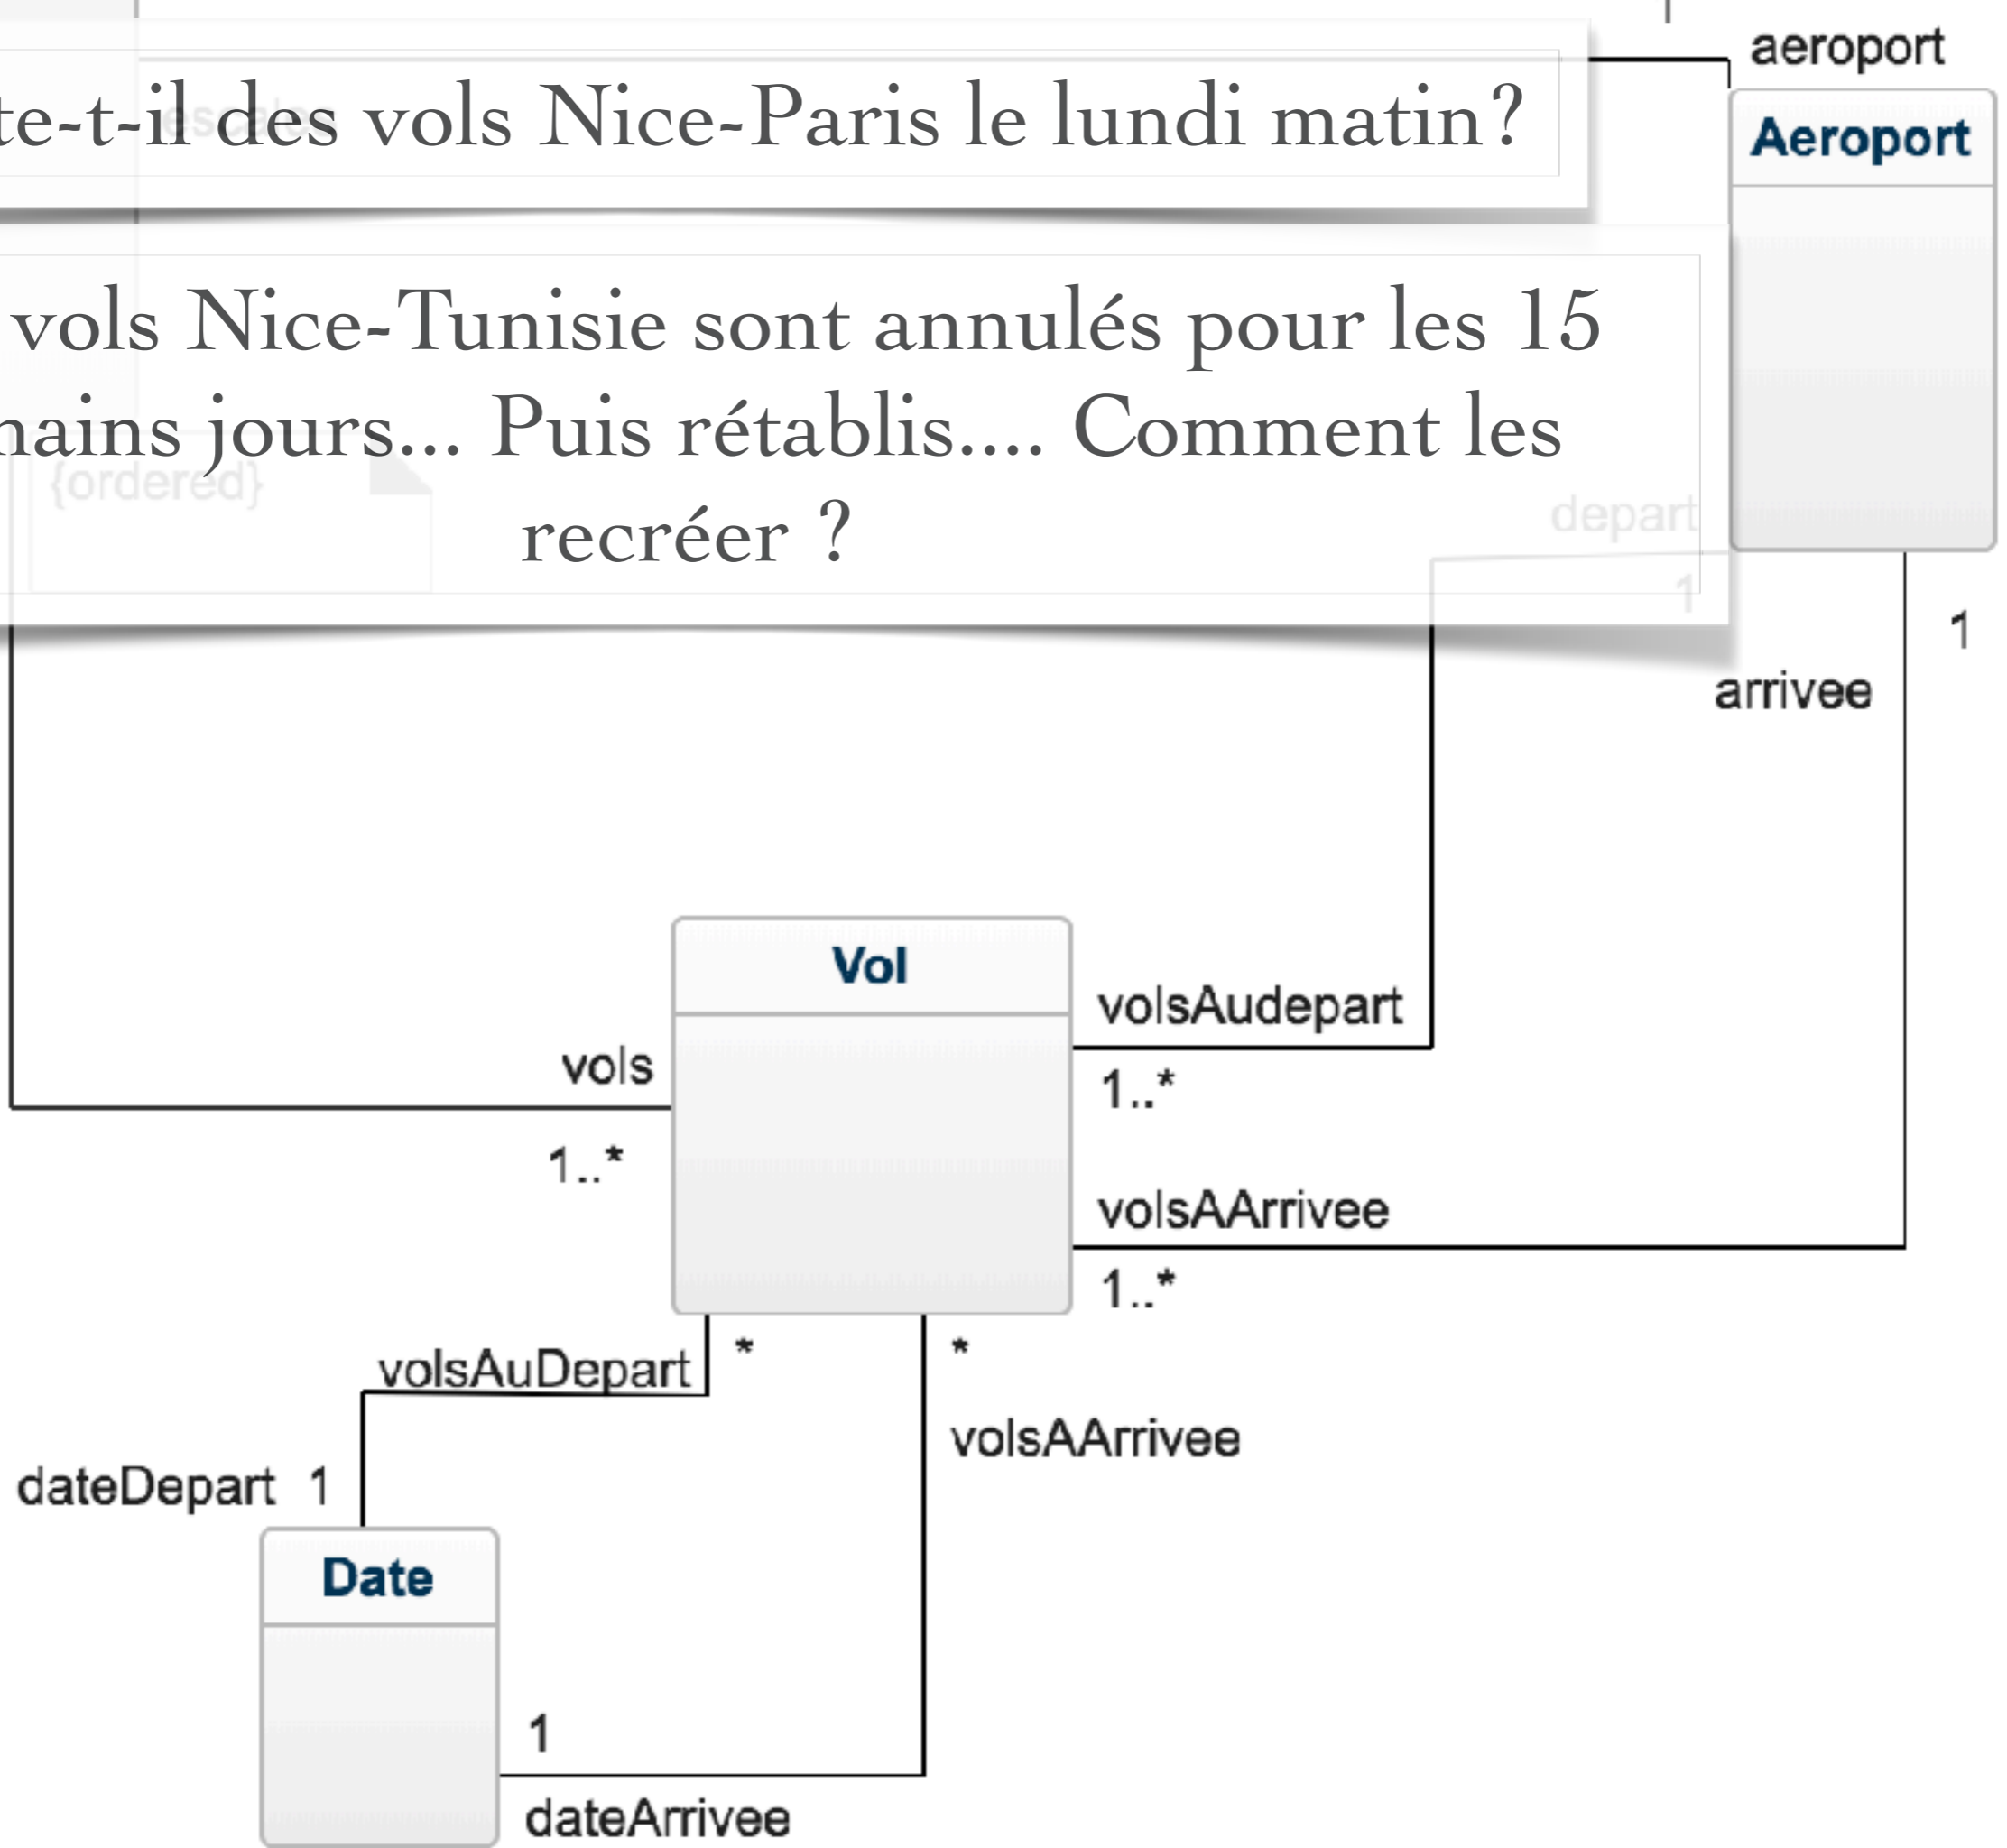 aeroport
te-t-il des vols Nice-Paris le lundi matin?
escales
Aeroport
vols Nice-Tunisie sont annulés pour les 15
nains jours... Puis rétablis.... Comment les
{ordered}
recréer ?
depart
1
1
arrivee
Vol
volsAudepart
vols
1..*
1..*
volsAArrivee
1..*
volsAuDepart
*
*
volsAArrivee
dateDepart 1
Date
1
dateArrivee